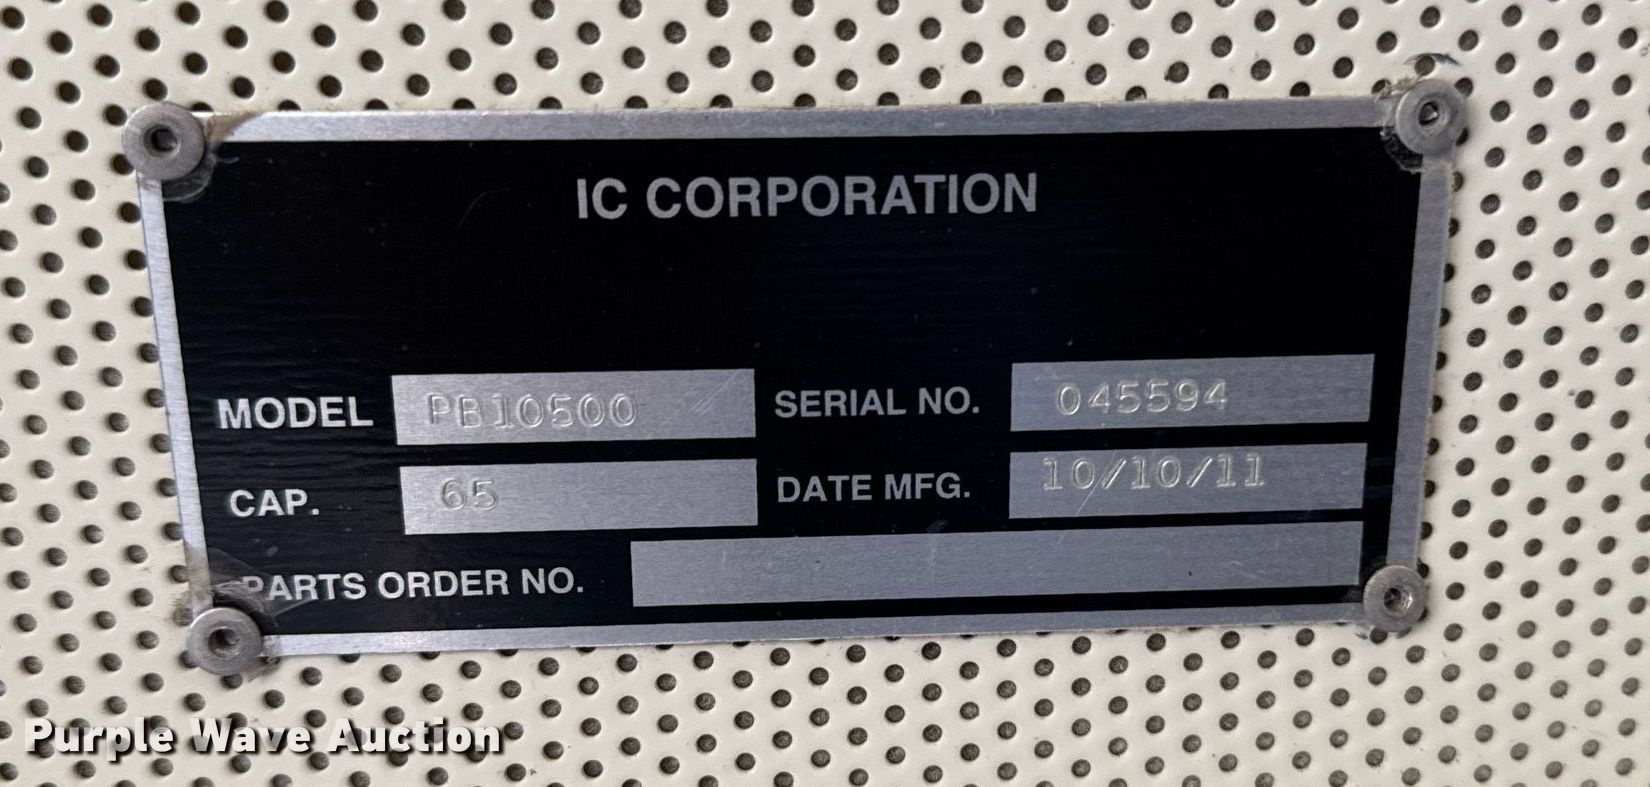 IC CORPORATION
MODEL PB10500 SERIAL NO. 045594
CAP. 65 DATE MFG. 10/10/11
PARTS ORDER NO.
Purple Wave Auction